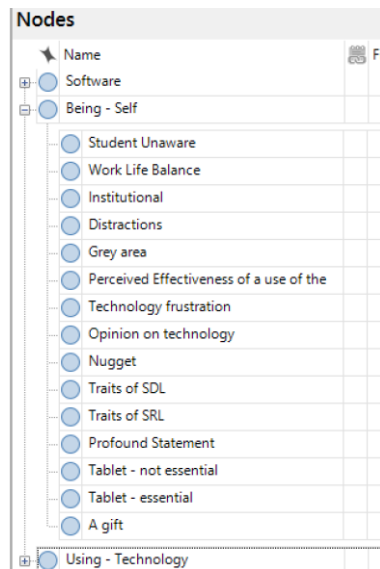 Nodes
Name
F
Software
Being - Self
Student Unaware
Work Life Balance
Institutional
Distractions
Grey area
Perceived Effectiveness of a use of the
Technology frustration
Opinion on technology
Nugget
Traits of SDL
Traits of SRL
Profound Statement
Tablet - not essential
Tablet - essential
A gift
Using - Technology